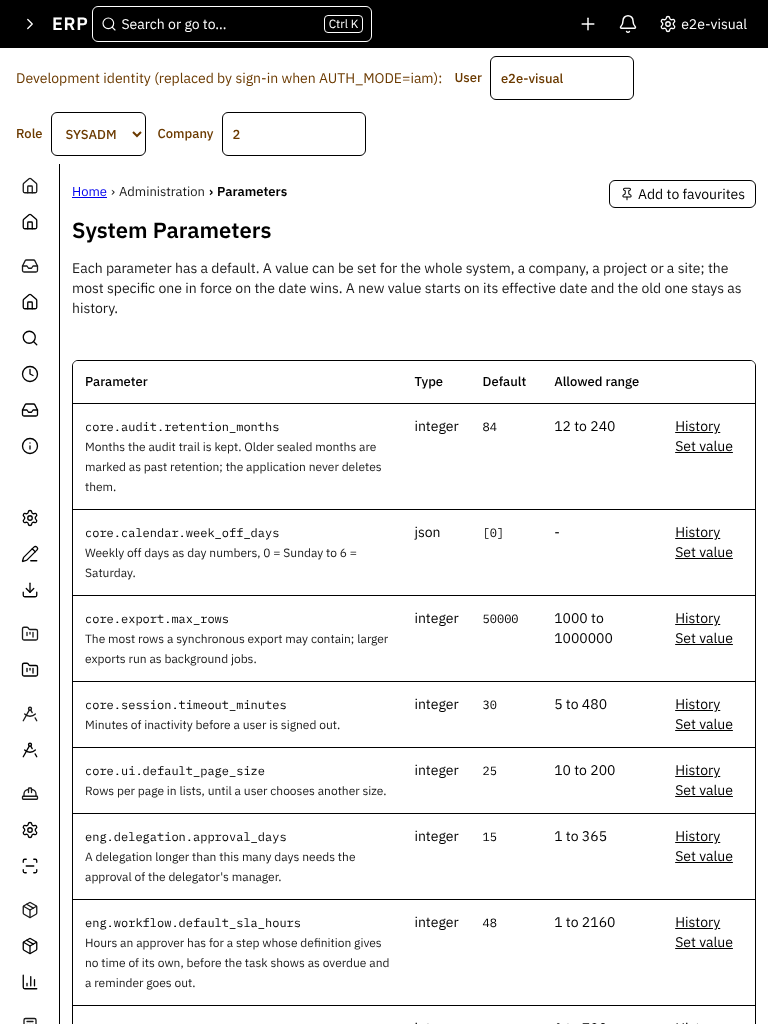 ERP
Search or go to...
Ctrl K
e2e-visual
Development identity (replaced by sign-in when AUTH_MODE=iam):
User
e2e-visual
Role
SYSADM
Company
2
Home › Administration › Parameters
Add to favourites
System Parameters
Each parameter has a default. A value can be set for the whole system, a company, a project or a site; the
most specific one in force on the date wins. A new value starts on its effective date and the old one stays as
history.
Parameter Type Default Allowed range
core.audit.retention_months integer 84 12 to 240 History
Months the audit trail is kept. Older sealed months are Set value
marked as past retention; the application never deletes
them.
core.calendar.week_off_days json [0] - History
Weekly off days as day numbers, 0 = Sunday to 6 = Set value
Saturday.
core.export.max_rows integer 50000 1000 to History
The most rows a synchronous export may contain; larger 1000000 Set value
exports run as background jobs.
core.session.timeout_minutes integer 30 5 to 480 History
Minutes of inactivity before a user is signed out. Set value
core.ui.default_page_size integer 25 10 to 200 History
Rows per page in lists, until a user chooses another size. Set value
eng.delegation.approval_days integer 15 1 to 365 History
A delegation longer than this many days needs the Set value
approval of the delegator's manager.
eng.workflow.default_sla_hours integer 48 1 to 2160 History
Hours an approver has for a step whose definition gives Set value
no time of its own, before the task shows as overdue and
a reminder goes out.